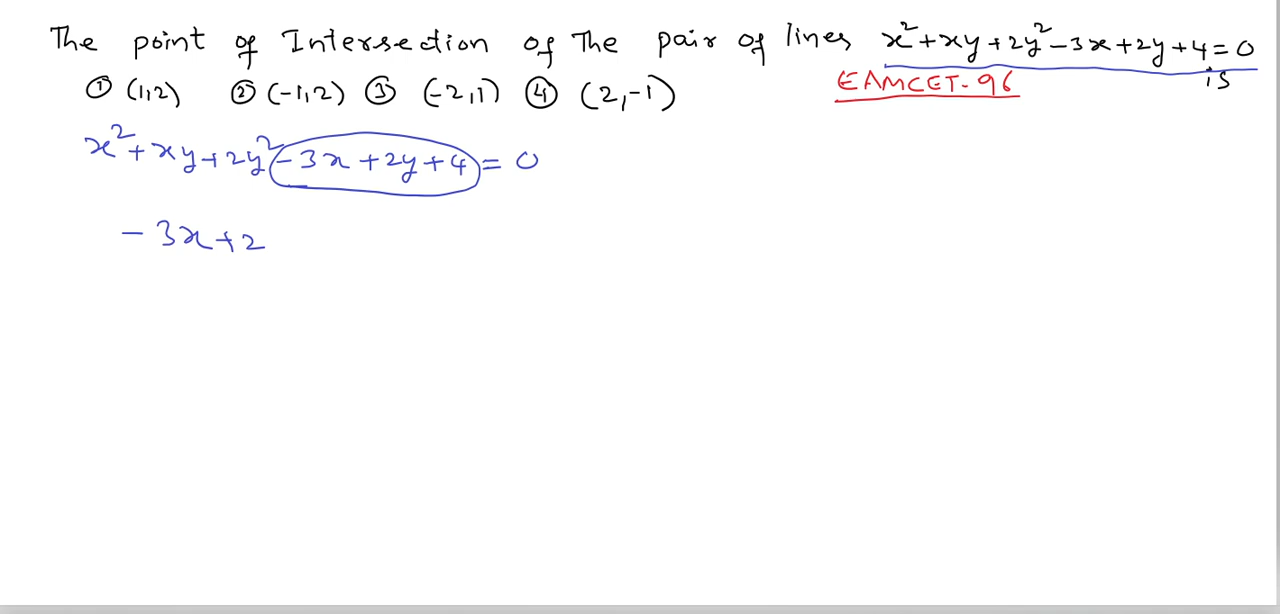 The point of Intersection of The pair of lines x²+xy+2y²-3x+2y+4=0 is
① (1,2) ② (-1,2) ③ (-2,1) ④ (2,-1) EAMCET-96
x²+xy+2y²-3x+2y+4=0
-3x+2